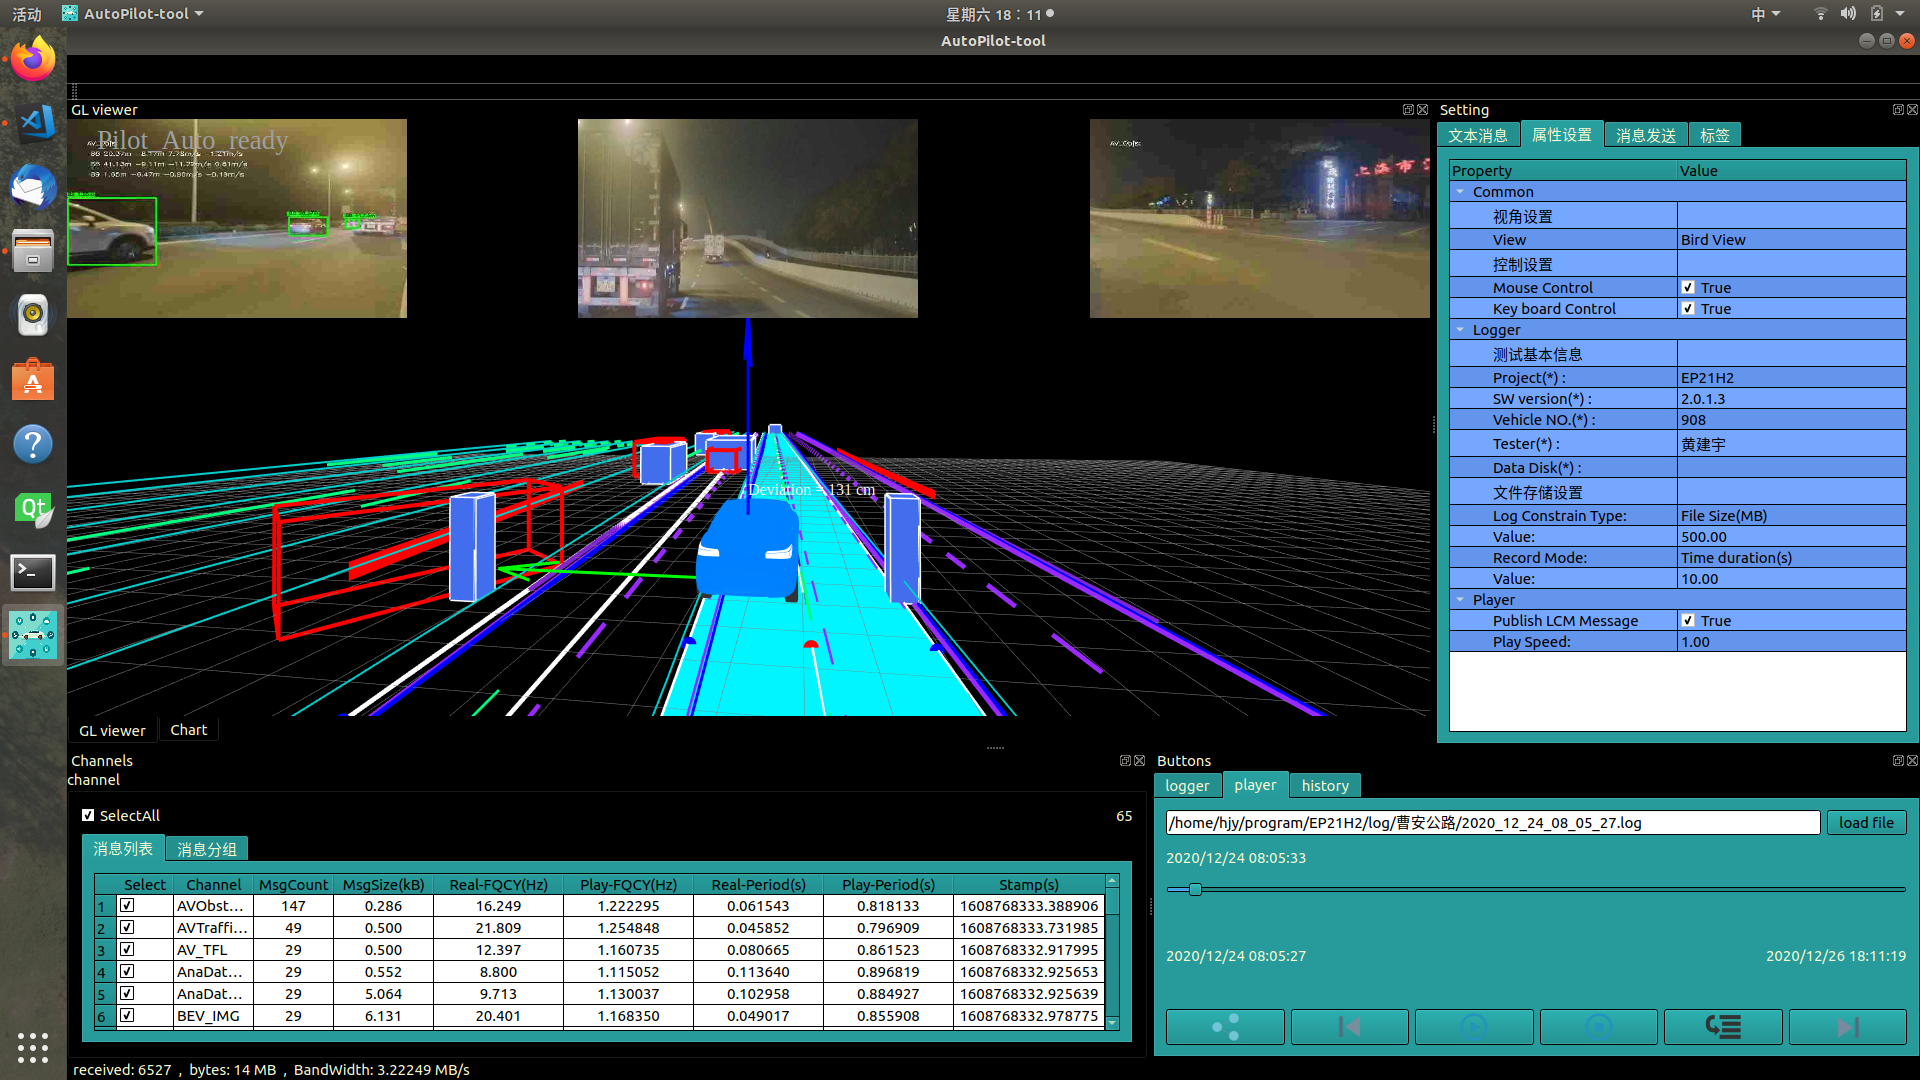 活动
AutoPilot-tool
星期六 18：11
中
AutoPilot-tool
GL viewer
Setting
Pilot_Auto_ready
AV_Objs:
AV_Objs:
Deviation = 131 cm
文本消息
属性设置
消息发送
标签
Property Value
Common
视角设置
View Bird View
控制设置
Mouse Control True
Key board Control True
Logger
测试基本信息
Project(*) : EP21H2
SW version(*) : 2.0.1.3
Vehicle NO.(*) : 908
Tester(*) : 黄建宇
Data Disk(*) :
文件存储设置
Log Constrain Type: File Size(MB)
Value: 500.00
Record Mode: Time duration(s)
Value: 10.00
Player
Publish LCM Message True
Play Speed: 1.00
GL viewer
Chart
Channels
channel
SelectAll
65
消息列表
消息分组
Select Channel MsgCount MsgSize(kB) Real-FQCY(Hz) Play-FQCY(Hz) Real-Period(s) Play-Period(s) Stamp(s)
1 AVObst... 147 0.286 16.249 1.222295 0.061543 0.818133 1608768333.388906
2 AVTraffi... 49 0.500 21.809 1.254848 0.045852 0.796909 1608768333.731985
3 AV_TFL 29 0.500 12.397 1.160735 0.080665 0.861523 1608768332.917995
4 AnaDat... 29 0.552 8.800 1.115052 0.113640 0.896819 1608768332.925653
5 AnaDat... 29 5.064 9.713 1.130037 0.102958 0.884927 1608768332.925639
6 BEV_IMG 29 6.131 20.401 1.168350 0.049017 0.855908 1608768332.978775
received: 6527 , bytes: 14 MB , BandWidth: 3.22249 MB/s
Buttons
logger
player
history
/home/hjy/program/EP21H2/log/曹安公路/2020_12_24_08_05_27.log
load file
2020/12/24 08:05:33
2020/12/24 08:05:27
2020/12/26 18:11:19